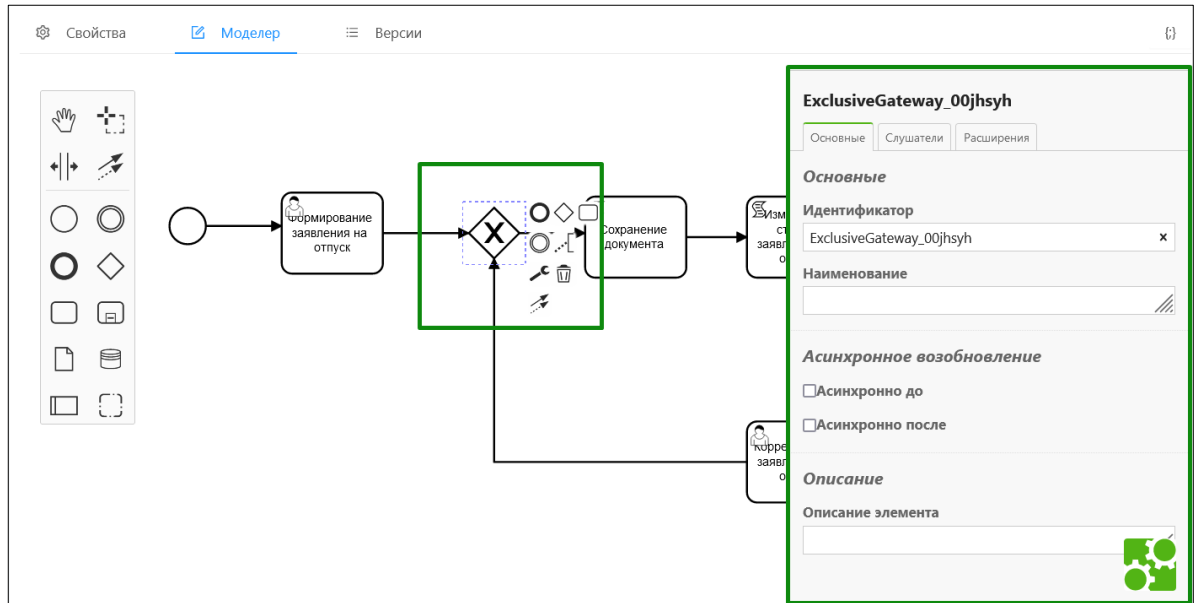 Свойства
Моделер
Версии
{;}
Формирование
заявления на
отпуск
X
Сохранение
документа
ExclusiveGateway_00jhsyh
Основные
Слушатели
Расширения
Основные
Идентификатор
ExclusiveGateway_00jhsyh
×
Наименование
Асинхронное возобновление
Асинхронно до
Асинхронно после
Описание
Описание элемента